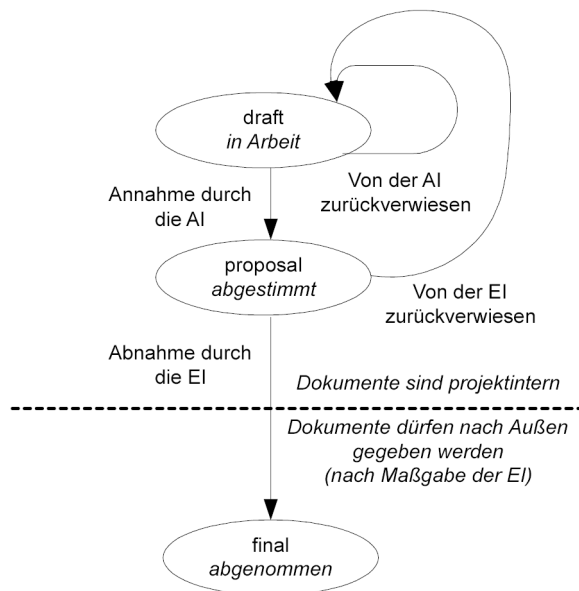 draft
in Arbeit
Annahme durch
die AI
Von der AI
zurückverwiesen
proposal
abgestimmt
Von der EI
zurückverwiesen
Abnahme durch
die EI
Dokumente sind projektintern
Dokumente dürfen nach Außen
gegeben werden
(nach Maßgabe der EI)
final
abgenommen